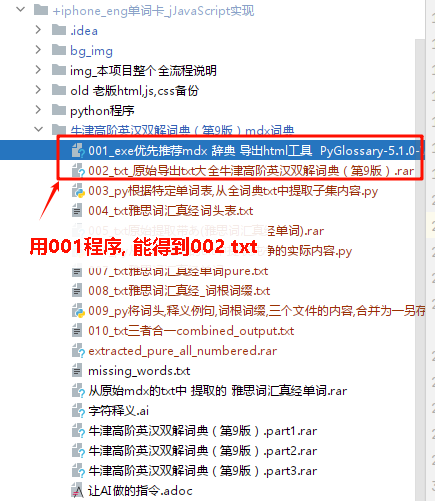 +iphone_eng单词卡_jJavaScript实现
.idea
bg_img
img_本项目整个全流程说明
old 老版html,js,css备份
python程序
牛津高阶英汉双解词典（第9版）mdx词典
001_exe优先推荐mdx 辞典 导出html工具 PyGlossary-5.1.0-
002_txt_原始导出txt大全牛津高阶英汉双解词典（第9版）.rar
003_py根据特定单词表,从全词典txt中提取子集内容.py
004_txt雅思词汇真经词头表.txt
用001程序, 能得到002 txt
净的实际内容.py
007_txt雅思词汇真经单词pure.txt
008_txt雅思词汇真经_词根词缀.txt
009_py将词头,释义例句,词根词缀,三个文件的内容,合并为一另存
010_txt三者合一combined_output.txt
extracted_pure_all_numbered.rar
missing_words.txt
从原始mdx的txt中 提取的 雅思词汇真经单词.rar
字符释义.ai
牛津高阶英汉双解词典（第9版）.part1.rar
牛津高阶英汉双解词典（第9版）.part2.rar
牛津高阶英汉双解词典（第9版）.part3.rar
让AI做的指令.adoc